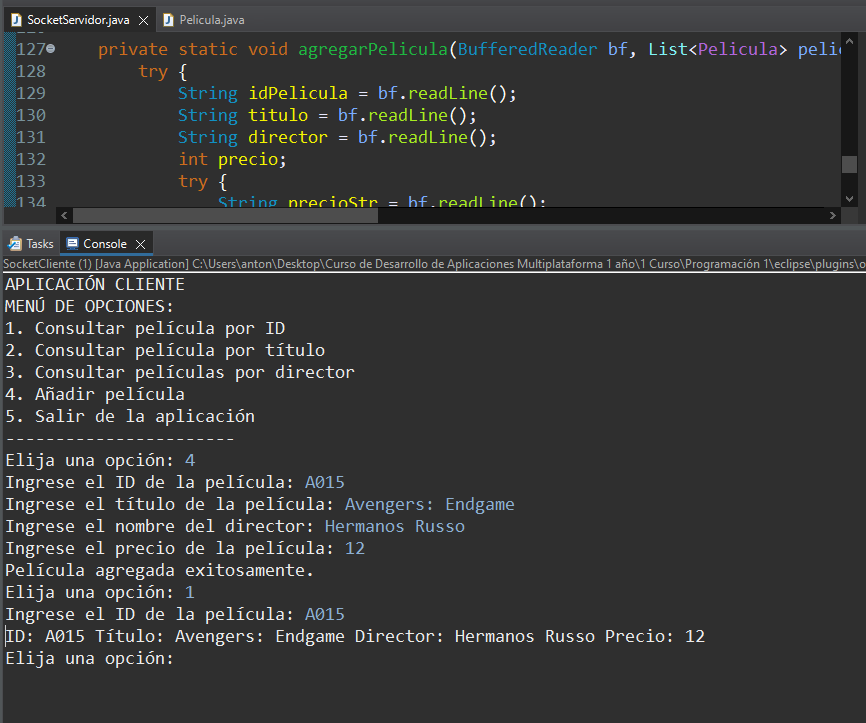 SocketServidor.java Pelicula.java
127 private static void agregarPelicula(BufferedReader bf, List<Pelicula> peli
128 try {
129 String idPelicula = bf.readLine();
130 String titulo = bf.readLine();
131 String director = bf.readLine();
132 int precio;
133 try {
134 String precioStr = bf.readLine();
Tasks Console
SocketCliente (1) [Java Application] C:\Users\anton\Desktop\Curso de Desarrollo de Aplicaciones Multiplataforma 1 año\1 Curso\Programación 1\eclipse\plugins\o
APLICACIÓN CLIENTE
MENÚ DE OPCIONES:
1. Consultar película por ID
2. Consultar película por título
3. Consultar películas por director
4. Añadir película
5. Salir de la aplicación
-----------------------
Elija una opción: 4
Ingrese el ID de la película: A015
Ingrese el título de la película: Avengers: Endgame
Ingrese el nombre del director: Hermanos Russo
Ingrese el precio de la película: 12
Película agregada exitosamente.
Elija una opción: 1
Ingrese el ID de la película: A015
ID: A015 Título: Avengers: Endgame Director: Hermanos Russo Precio: 12
Elija una opción: